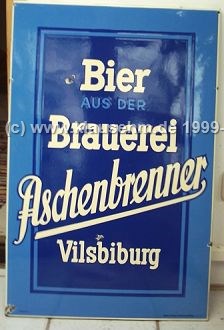 Bier
AUS DER
Brauerei
Aschenbrenner
Vilsbiburg